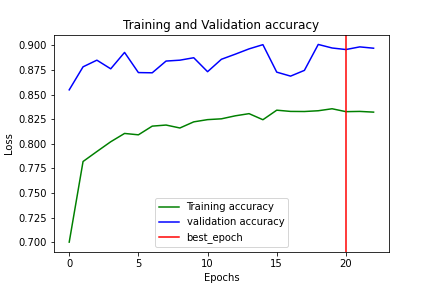 Training and Validation accuracy
Loss
0.900
0.875
0.850
0.825
0.800
0.775
0.750
0.725
0.700
Training accuracy
validation accuracy
best_epoch
0 5 10 15 20
Epochs